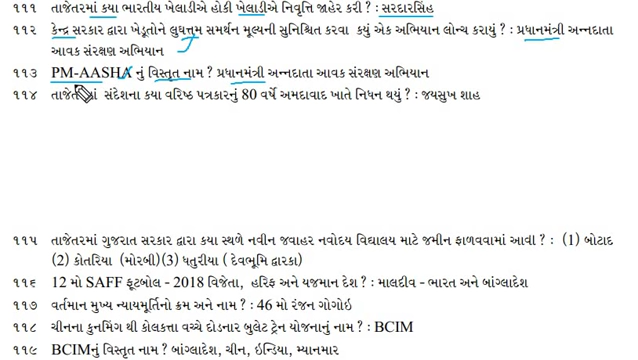 ૧૧૧ તાજેતરમાં કયા ભારતીય ખેલાડીએ હોકી ખેલાડીએ નિવૃત્તિ જાહેર કરી ? : સરદારસિંહ
૧૧૨ કેન્દ્ર સરકાર દ્વારા ખેડૂતોને લુઘત્તમ સમર્થન મૂલ્યની સુનિશ્ચિત કરવા કયું એક અભિયાન લોન્ચ કરાયું ? : પ્રધાનમંત્રી અન્નદાતા
આવક સંરક્ષણ અભિયાન
૧૧૩ PM-AASHA નું વિસ્તૃત નામ ? પ્રધાનમંત્રી અન્નદાતા આવક સંરક્ષણ અભિયાન
૧૧૪ સંદેશના કયા વરિષ્ઠ પત્રકારનું 80 વર્ષે અમદાવાદ ખાતે નિધન થયું ? : જયસુખ શાહ
૧૧૫ તાજેતરમાં ગુજરાત સરકાર દ્વારા કયા સ્થળે નવીન જવાહર નવોદય વિદ્યાલય માટે જમીન ફાળવવામાં આવી ? : (1) બોટાદ
(2) કોતરિયા (મોરબી)(3) ધતુરીયા ( દેવભૂમિ દ્વારકા)
૧૧૬ 12 મો SAFF ફૂટબોલ - 2018 વિજેતા, હરિફ અને યજમાન દેશ ? : માલદીવ - ભારત અને બાંગ્લાદેશ
૧૧૭ વર્તમાન મુખ્ય ન્યાયમૂર્તિનો ક્રમ અને નામ ? : 46 મો રંજન ગોગોઇ
૧૧૮ ચીનના કુનમિંગ થી કોલકત્તા વચ્ચે દોડનાર બુલેટ ટ્રેન યોજનાનું નામ ? : BCIM
૧૧૯ BCIMનું વિસ્તૃત નામ ? બાંગ્લાદેશ, ચીન, ઇન્ડિયા, મ્યાનમાર